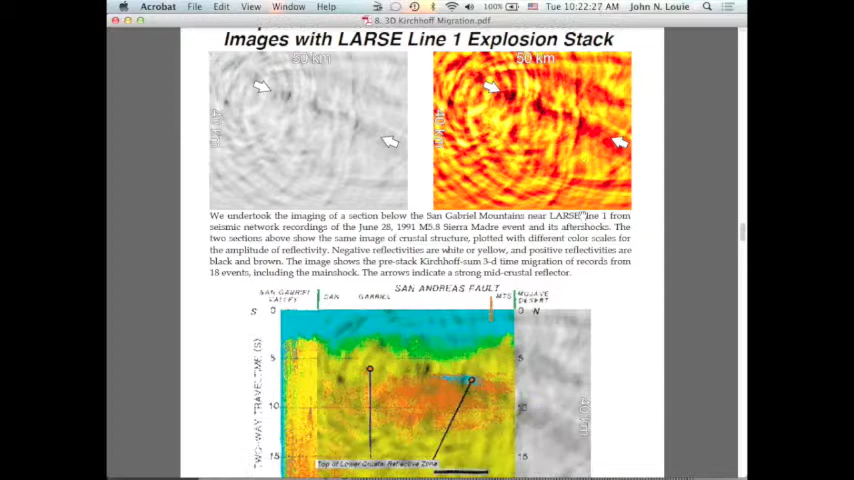 Acrobat File Edit View Window Help 100% Tue 10:22:27 AM John N. Louie
8. 3D Kirchhoff Migration.pdf
Images with LARSE Line 1 Explosion Stack
50 km 50 km
40 km 40 km
We undertook the imaging of a section below the San Gabriel Mountains near LARSE line 1 from
seismic network recordings of the June 28, 1991 M5.8 Sierra Madre event and its aftershocks. The
two sections above show the same image of crustal structure, plotted with different color scales for
the amplitude of reflectivity. Negative reflectivities are white or yellow, and positive reflectivities are
black and brown. The image shows the pre-stack Kirchhoff-sum 3-d time migration of records from
18 events, including the mainshock. The arrows indicate a strong mid-crustal reflector.
SAN ANDREAS FAULT
SAN GABRIEL VALLEY SAN GABRIEL MTS MOJAVE DESERT
S 0 0 N
5 5
TWO-WAY TRAVELTIME (S)
10 10
40 km
15 15
Top of Lower Crustal Reflective Zone